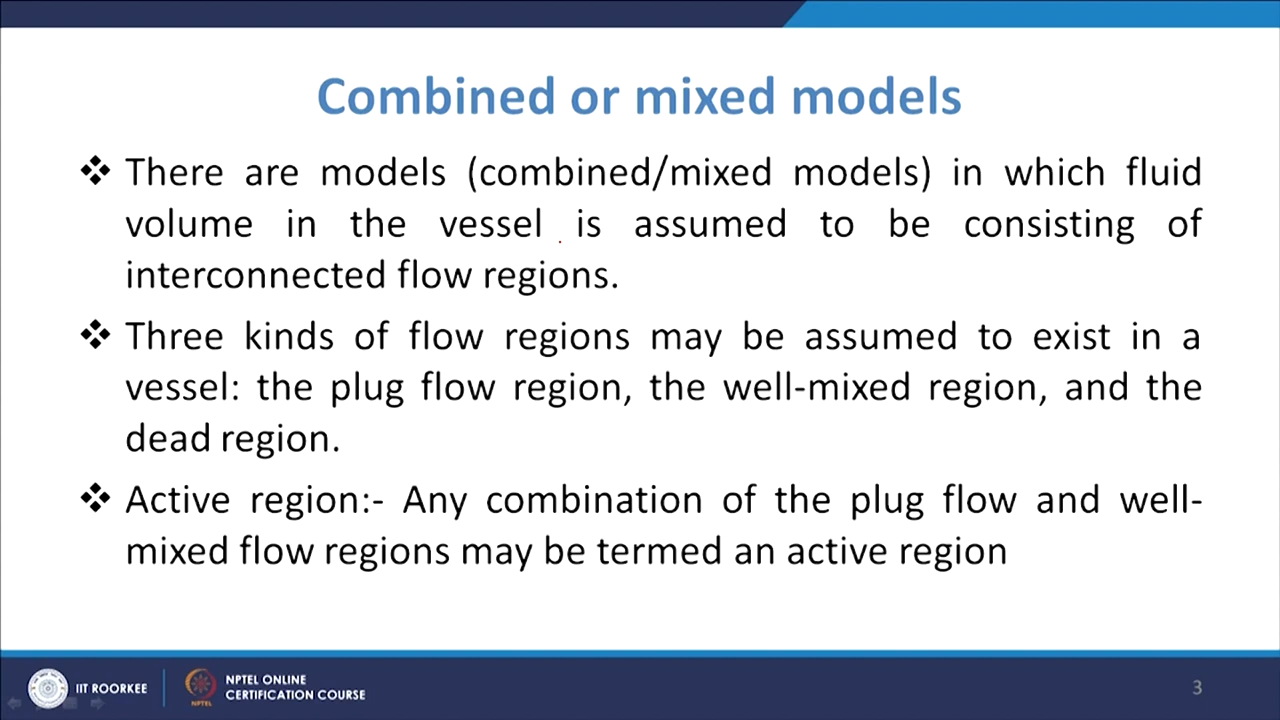 Combined or mixed models
❖ There are models (combined/mixed models) in which fluid
volume in the vessel is assumed to be consisting of
interconnected flow regions.
❖ Three kinds of flow regions may be assumed to exist in a
vessel: the plug flow region, the well-mixed region, and the
dead region.
❖ Active region:- Any combination of the plug flow and well-
mixed flow regions may be termed an active region
IIT ROORKEE
NPTEL
NPTEL ONLINE
CERTIFICATION COURSE
3